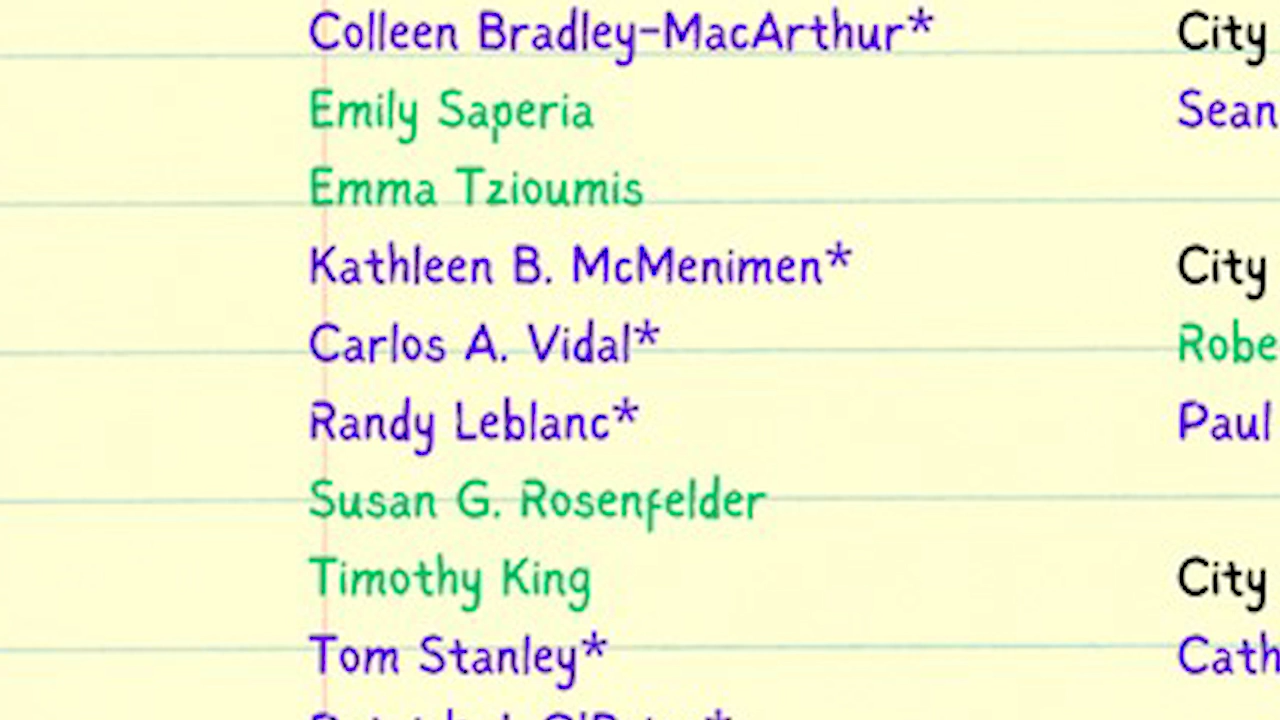 Colleen Bradley-MacArthur*
Emily Saperia
Emma Tzioumis
Kathleen B. McMenimen*
Carlos A. Vidal*
Randy Leblanc*
Susan G. Rosenfelder
Timothy King
Tom Stanley*
City
Sean
City
Robe
Paul
City
Cath